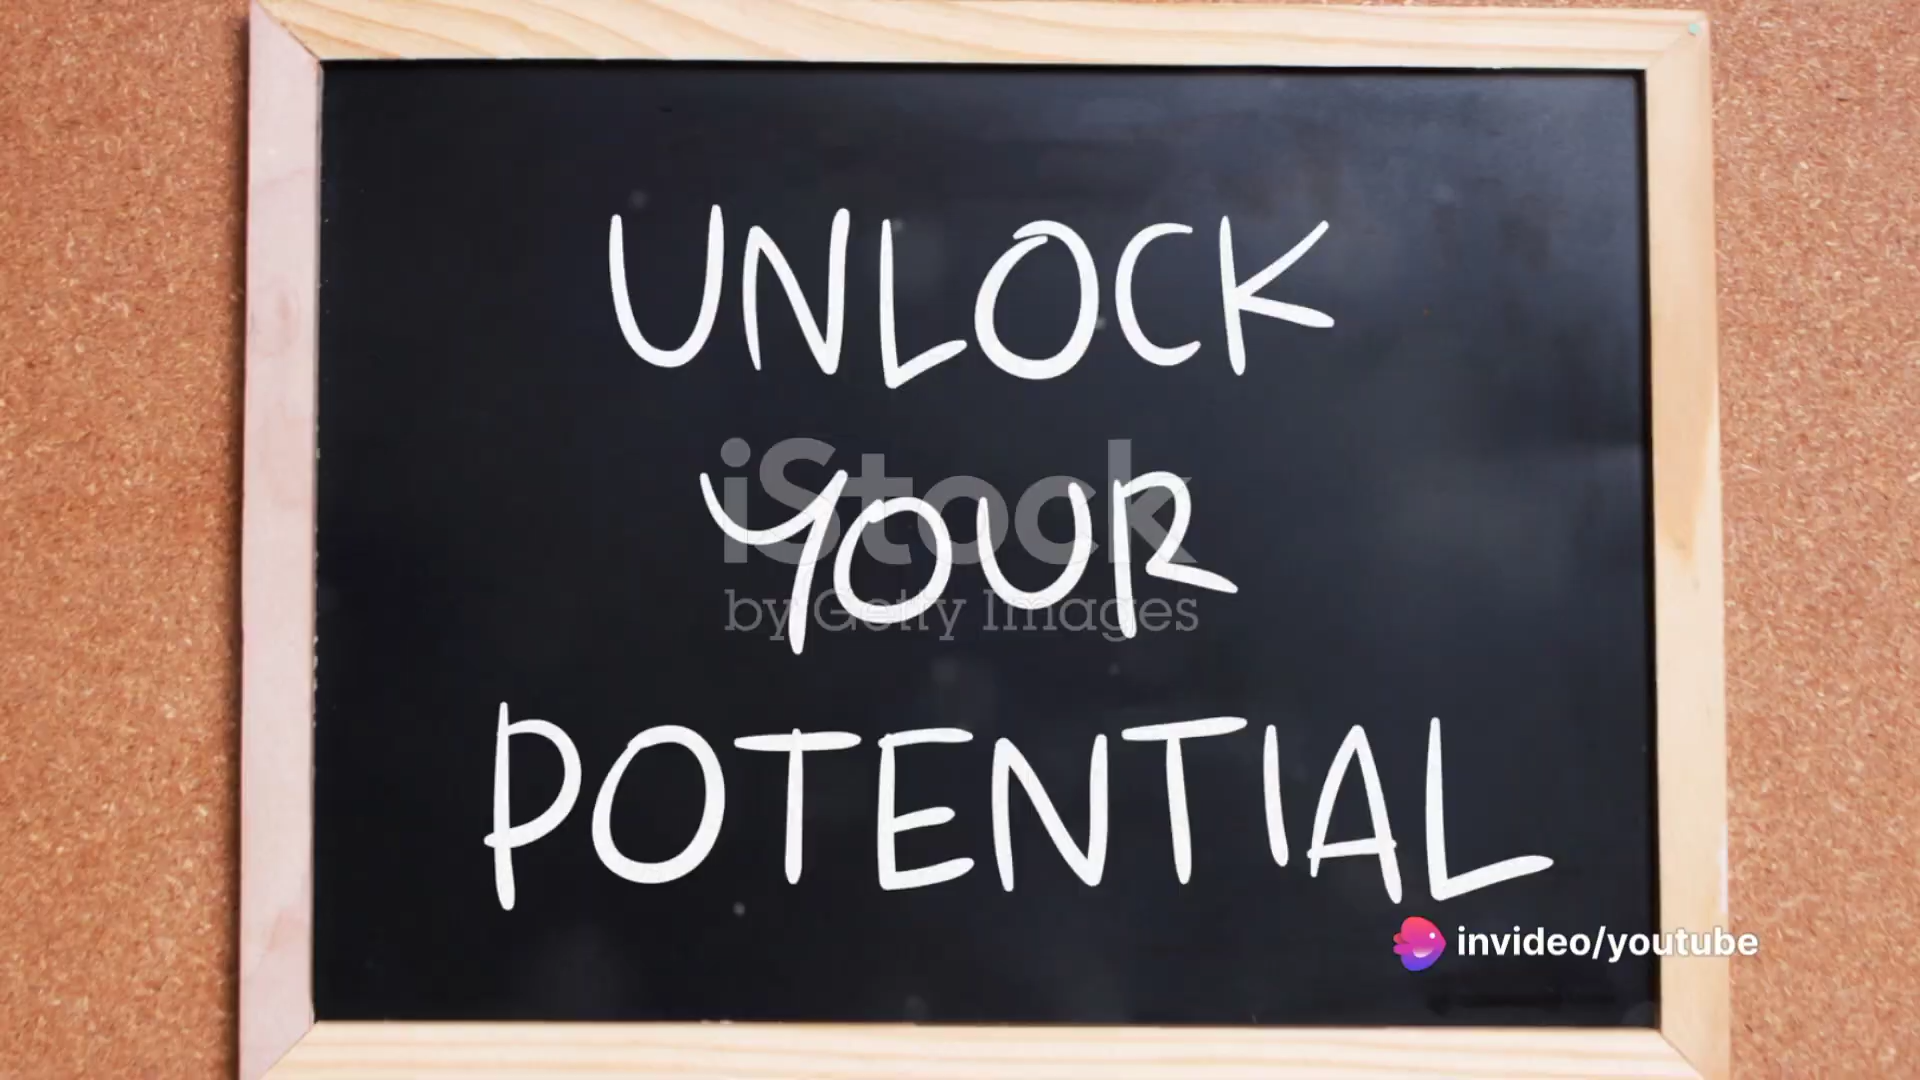 UNLOCK
iStock
YOUR
by Getty Images
POTENTIAL
invideo/youtube